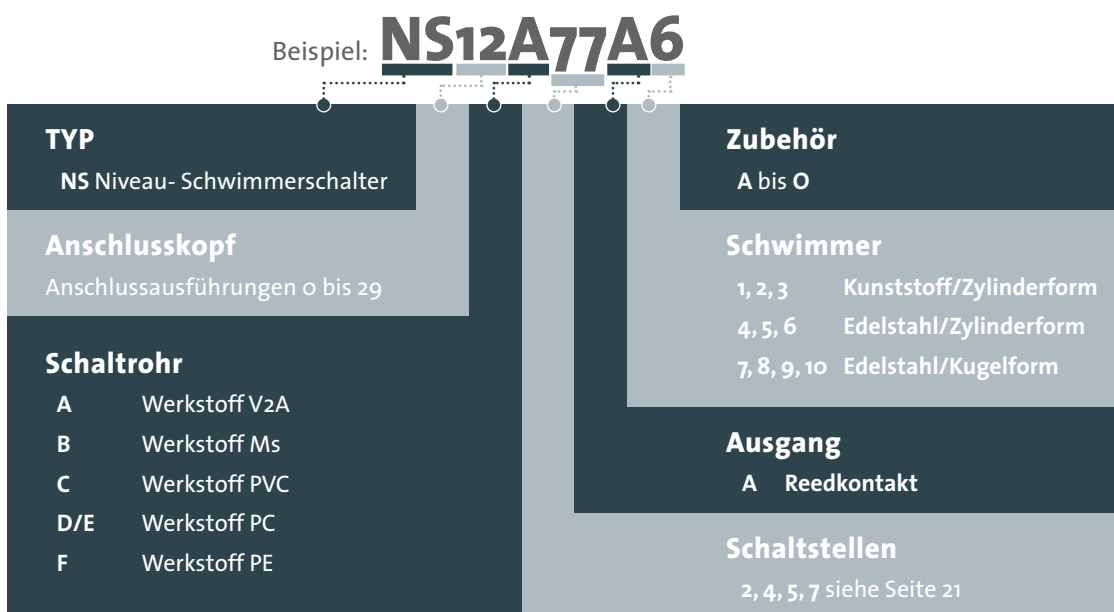 Beispiel: NS12A77A6
TYP
NS Niveau- Schwimmerschalter
Anschlusskopf
Anschlussausführungen 0 bis 29
Schaltrohr
A Werkstoff V2A
B Werkstoff Ms
C Werkstoff PVC
D/E Werkstoff PC
F Werkstoff PE
Zubehör
A bis O
Schwimmer
1, 2, 3 Kunststoff/Zylinderform
4, 5, 6 Edelstahl/Zylinderform
7, 8, 9, 10 Edelstahl/Kugelform
Ausgang
A Reedkontakt
Schaltstellen
2, 4, 5, 7 siehe Seite 21